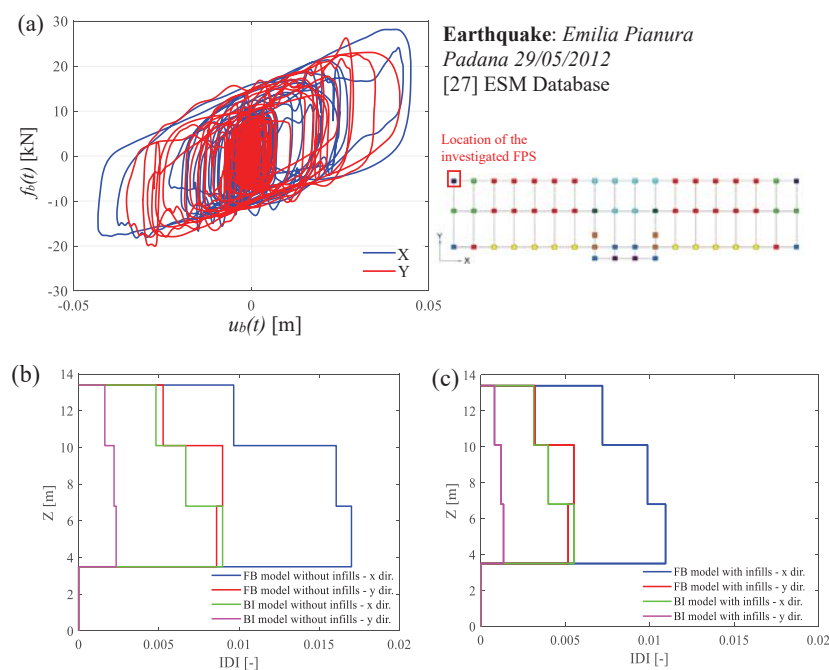 (a)
30
20
10
0
-10
-20
-30
fb(t) [kN]
-0.05
0
0.05
ub(t) [m]
X
Y
Earthquake: Emilia Pianura
Padana 29/05/2012
[27] ESM Database
Location of the
investigated FPS
Y
X
(b)
14
12
10
8
6
4
2
0
Z [m]
FB model without infills - x dir.
FB model without infills - y dir.
BI model without infills - x dir.
BI model without infills - y dir.
0
0.005
0.01
0.015
0.02
IDI [-]
(c)
14
12
10
8
6
4
2
0
Z [m]
FB model with infills - x dir.
FB model with infills - y dir.
BI model with infills - x dir.
BI model with infills - y dir.
0
0.005
0.01
0.015
0.02
IDI [-]